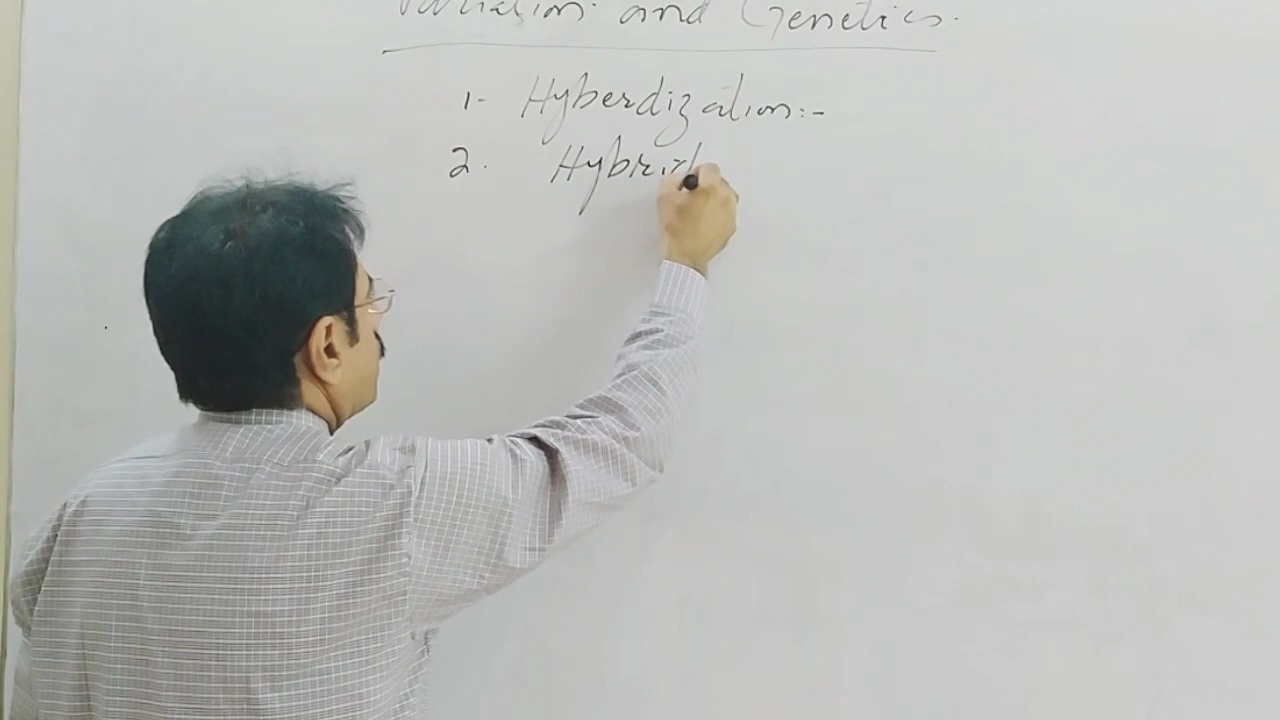 Variation and Genetics.
1- Hyberdization:-
2. Hybrid